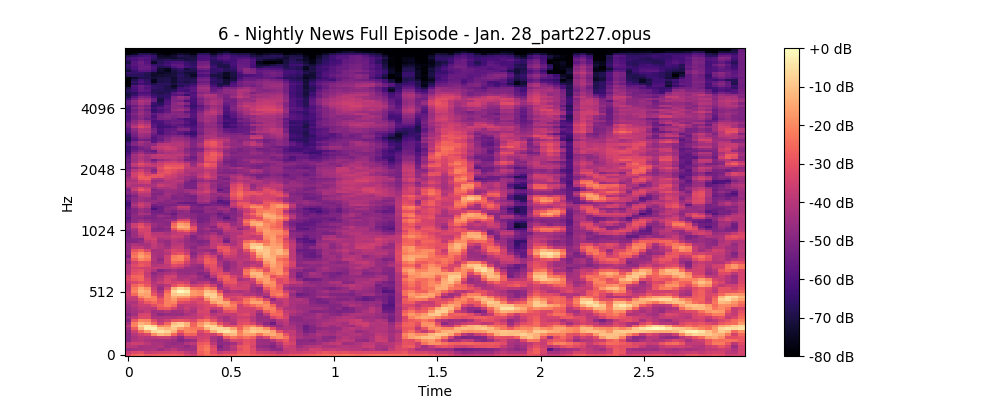 6 - Nightly News Full Episode - Jan. 28_part227.opus
+0 dB
-10 dB
-20 dB
-30 dB
-40 dB
-50 dB
-60 dB
-70 dB
-80 dB
4096
2048
1024
512
0
Hz
0
0.5
1
1.5
2
2.5
Time